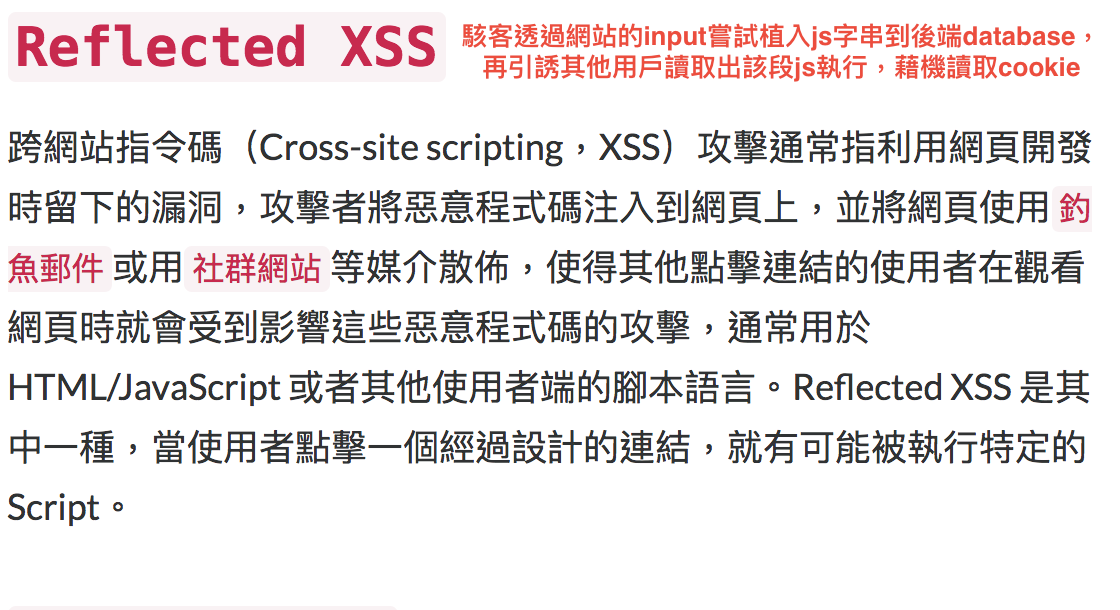 Reflected XSS
駭客透過網站的input嘗試植入js字串到後端database，
再引誘其他用戶讀取出該段js執行，藉機讀取cookie
跨網站指令碼（Cross-site scripting，XSS）攻擊通常指利用網頁開發
時留下的漏洞，攻擊者將惡意程式碼注入到網頁上，並將網頁使用 釣
魚郵件 或用 社群網站 等媒介散佈，使得其他點擊連結的使用者在觀看
網頁時就會受到影響這些惡意程式碼的攻擊，通常用於
HTML/JavaScript 或者其他使用者端的腳本語言。Reflected XSS 是其
中一種，當使用者點擊一個經過設計的連結，就有可能被執行特定的
Script。